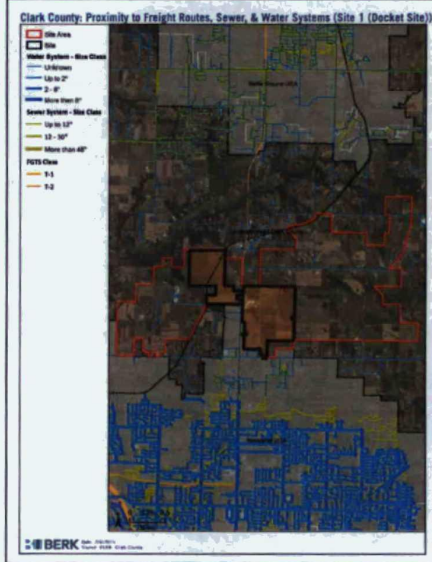 Clark County: Proximity to Freight Routes, Sewer, & Water Systems (Site 1 (Docket Site))
Site Area
Site
Water System - Size Class
Unknown
Up to 2"
2 - 8"
More than 8"
Sewer System - Size Class
Up to 12"
12 - 30"
More than 48"
FGTS Class
T-1
T-2
BERK